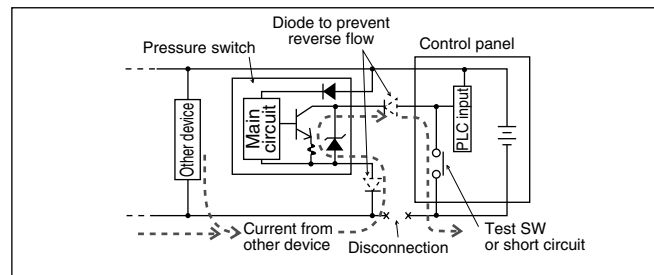 Diode to prevent
reverse flow
Pressure switch
Control panel
Other device
Main
circuit
PLC input
Current from
other device
Disconnection
Test SW
or short circuit